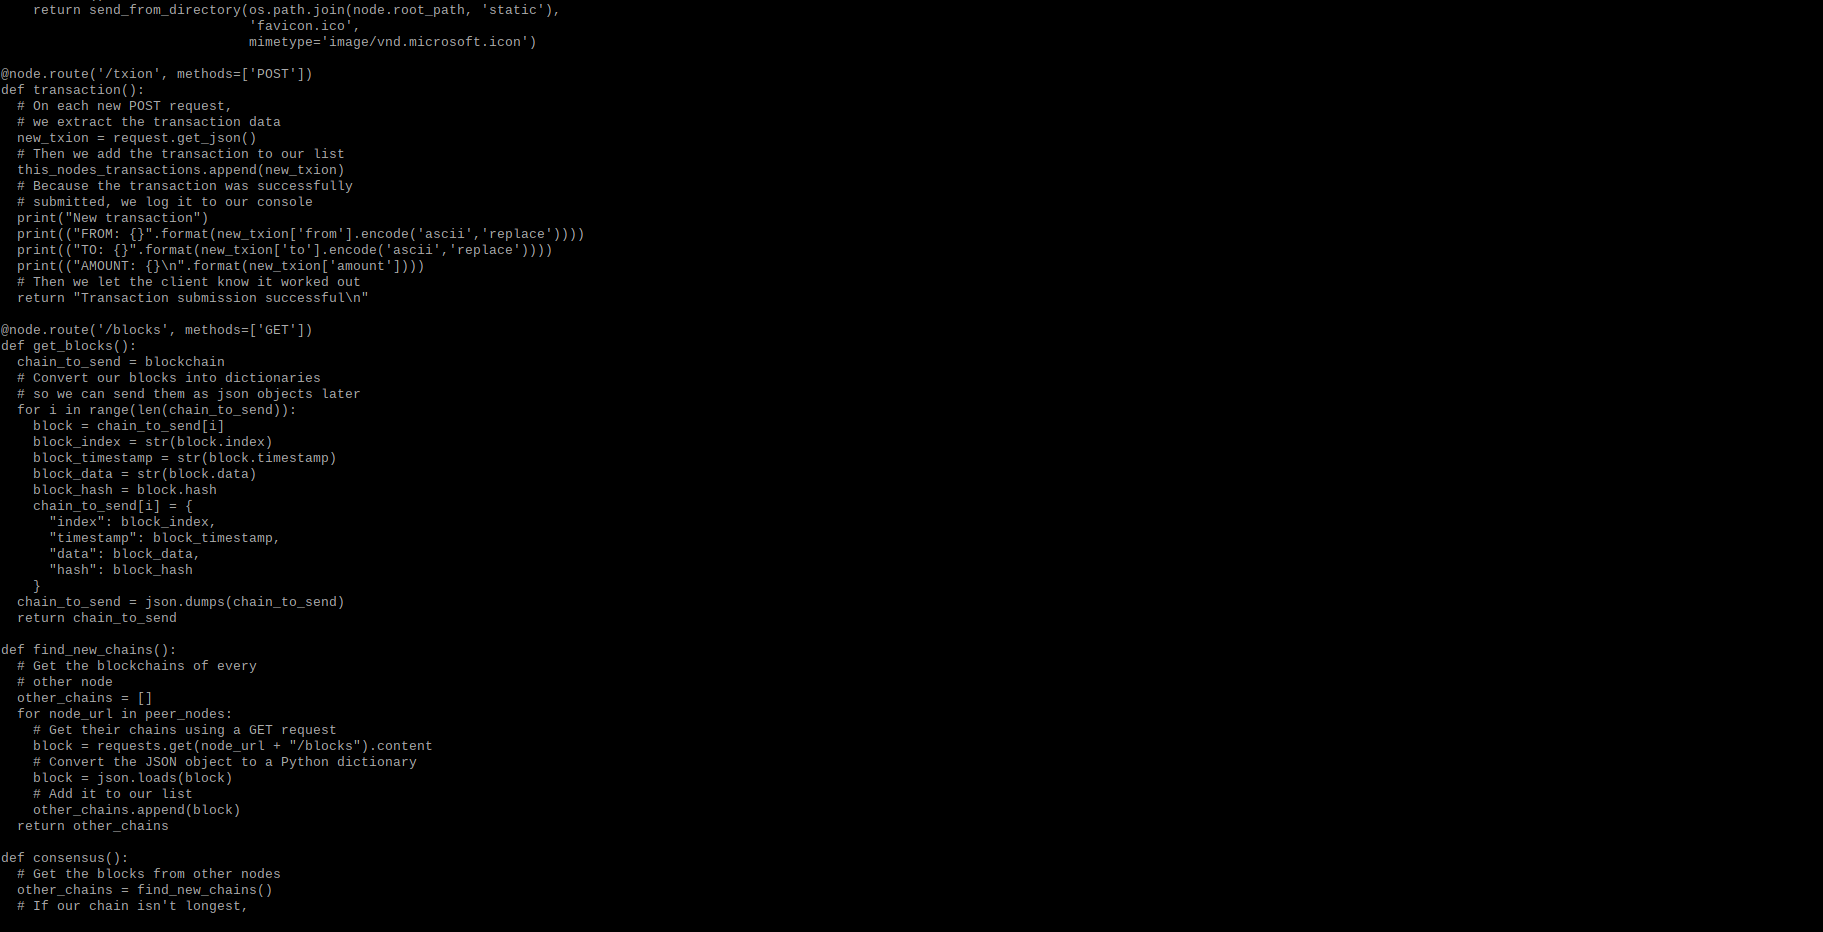 return send_from_directory(os.path.join(node.root_path, 'static'),
                               'favicon.ico',
                               mimetype='image/vnd.microsoft.icon')

@node.route('/txion', methods=['POST'])
def transaction():
  # On each new POST request,
  # we extract the transaction data
  new_txion = request.get_json()
  # Then we add the transaction to our list
  this_nodes_transactions.append(new_txion)
  # Because the transaction was successfully
  # submitted, we log it to our console
  print("New transaction")
  print(("FROM: {}".format(new_txion['from'].encode('ascii','replace'))))
  print(("TO: {}".format(new_txion['to'].encode('ascii','replace'))))
  print(("AMOUNT: {}\n".format(new_txion['amount'])))
  # Then we let the client know it worked out
  return "Transaction submission successful\n"

@node.route('/blocks', methods=['GET'])
def get_blocks():
  chain_to_send = blockchain
  # Convert our blocks into dictionaries
  # so we can send them as json objects later
  for i in range(len(chain_to_send)):
    block = chain_to_send[i]
    block_index = str(block.index)
    block_timestamp = str(block.timestamp)
    block_data = str(block.data)
    block_hash = block.hash
    chain_to_send[i] = {
      "index": block_index,
      "timestamp": block_timestamp,
      "data": block_data,
      "hash": block_hash
    }
  chain_to_send = json.dumps(chain_to_send)
  return chain_to_send

def find_new_chains():
  # Get the blockchains of every
  # other node
  other_chains = []
  for node_url in peer_nodes:
    # Get their chains using a GET request
    block = requests.get(node_url + "/blocks").content
    # Convert the JSON object to a Python dictionary
    block = json.loads(block)
    # Add it to our list
    other_chains.append(block)
  return other_chains

def consensus():
  # Get the blocks from other nodes
  other_chains = find_new_chains()
  # If our chain isn't longest,